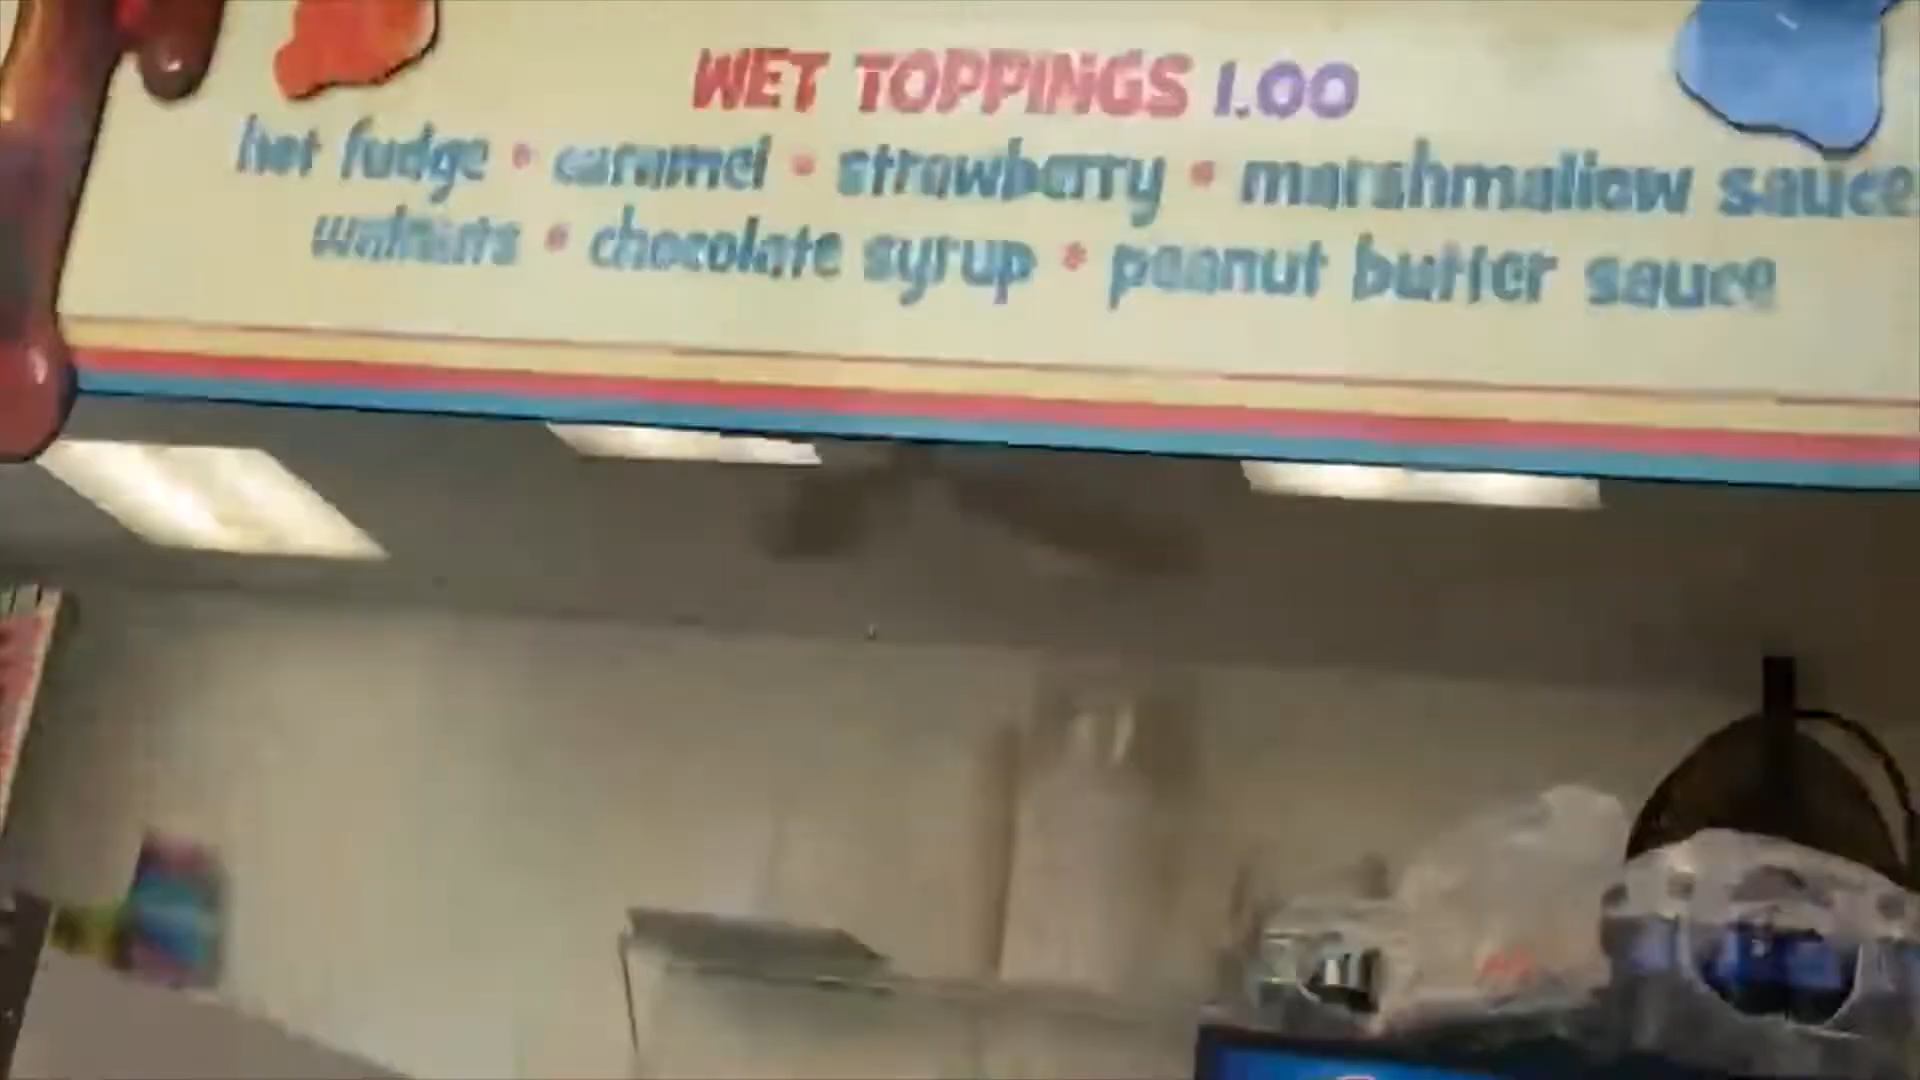 WET TOPPINGS 1.00
hot fudge • caramel • strawberry • marshmallow sauce
walnuts • chocolate syrup • peanut butter sauce